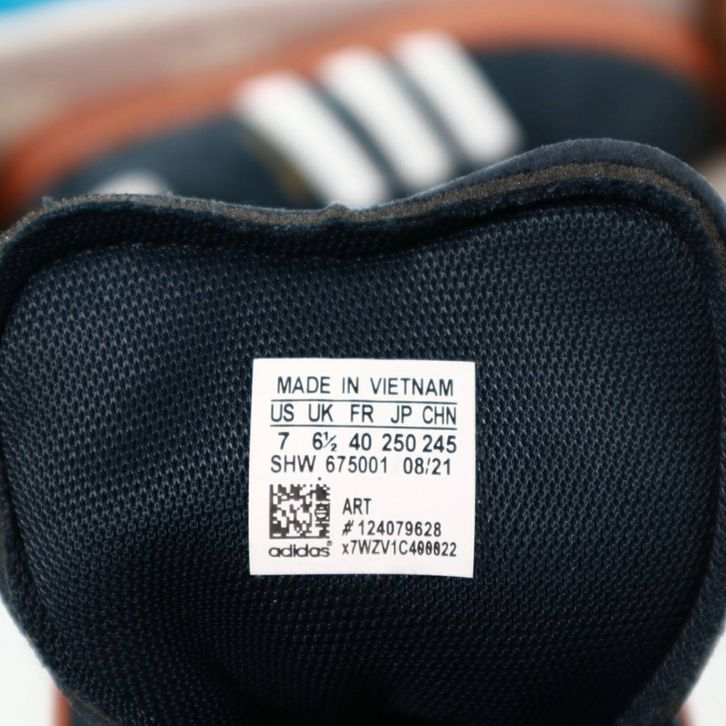 MADE IN VIETNAM
US UK FR JP CHN
7 6½ 40 250 245
SHW 675001 08/21
ART
# 124079628
adidas® x7WZV1C400022